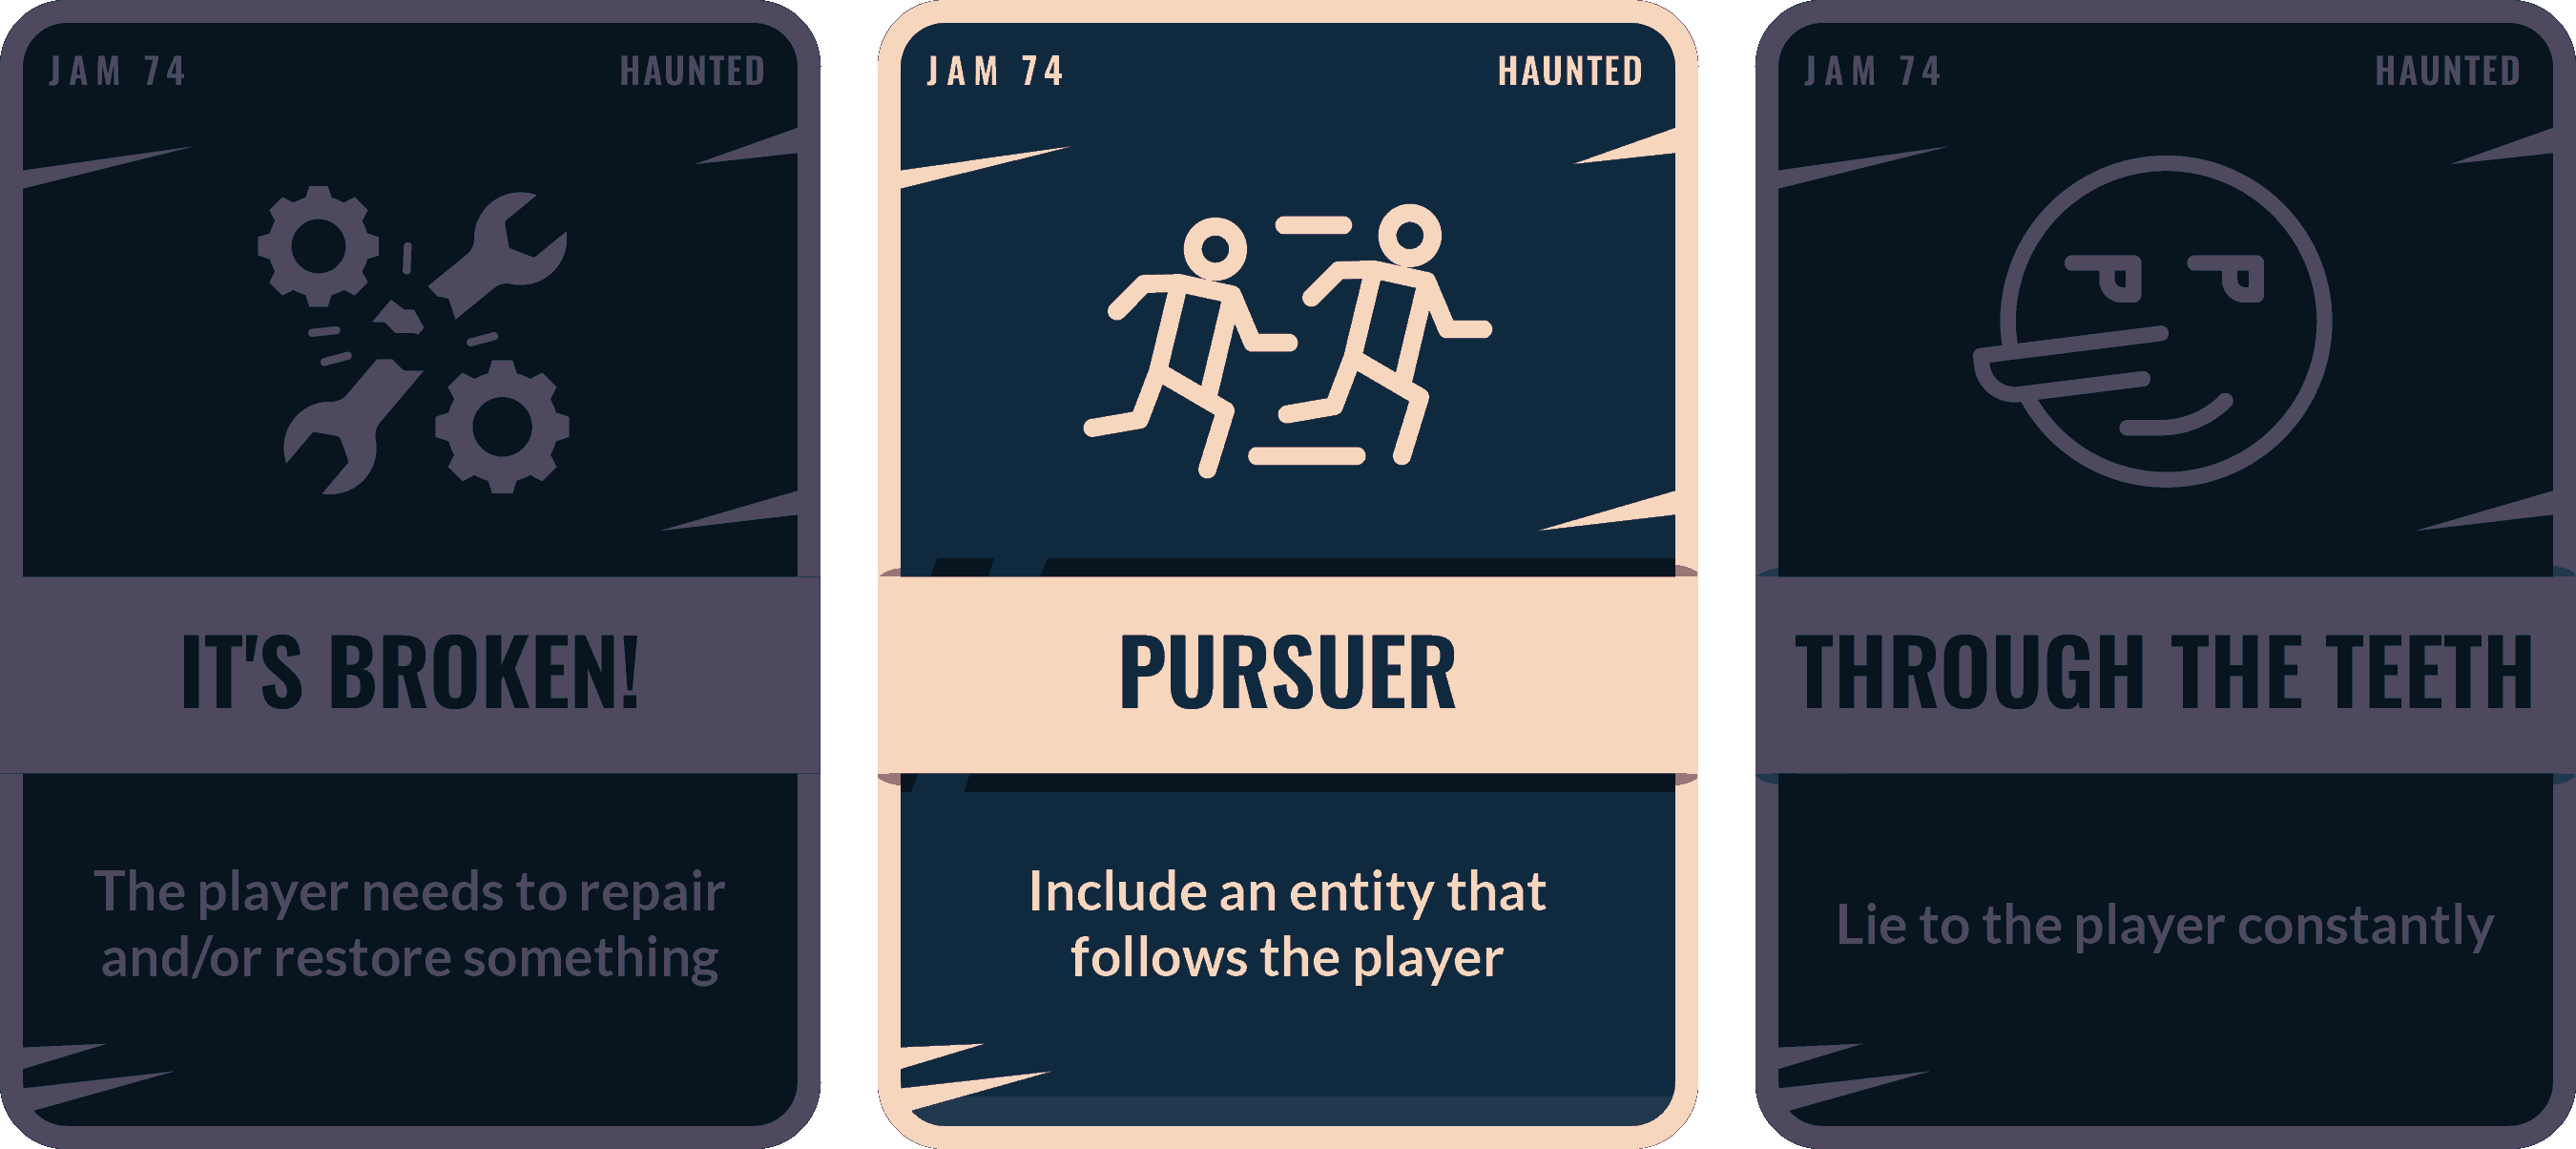 JAM 74
HAUNTED
IT'S BROKEN!
The player needs to repair
and/or restore something
JAM 74
HAUNTED
PURSUER
Include an entity that
follows the player
JAM 74
HAUNTED
THROUGH THE TEETH
Lie to the player constantly